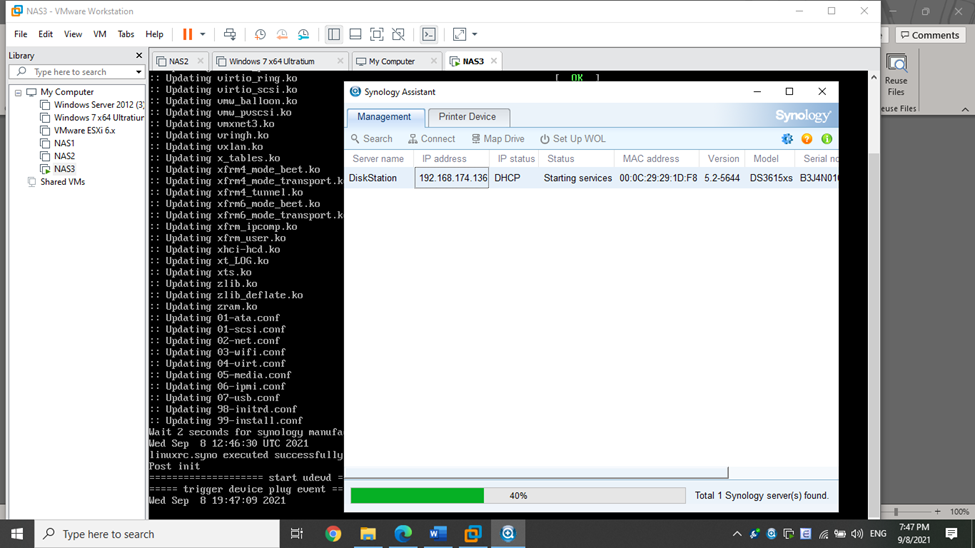 NAS3 - VMware Workstation
File Edit View VM Tabs Help
Comments
Library
Type here to search
NAS2 Windows 7 x64 Ultratium My Computer NAS3
Reuse
Files
euse Files
My Computer
Windows Server 2012 (3)
Windows 7 x64 Ultratium
VMware ESXi 6.x
NAS1
NAS2
NAS3
Shared VMs
:: Updating virtio_ring.ko [ OK ]
:: Updating virtio_scsi.ko
:: Updating vmw_balloon.ko
:: Updating vmw_pvscsi.ko
:: Updating vmxnet3.ko
:: Updating vringh.ko
:: Updating vxlan.ko
:: Updating x_tables.ko
:: Updating xfrm4_mode_beet.ko
:: Updating xfrm4_mode_transport.k
:: Updating xfrm4_tunnel.ko
:: Updating xfrm6_mode_beet.ko
:: Updating xfrm6_mode_transport.k
:: Updating xfrm_ipcomp.ko
:: Updating xfrm_user.ko
:: Updating xhci-hcd.ko
:: Updating xt_LOG.ko
:: Updating xts.ko
:: Updating zlib.ko
:: Updating zlib_deflate.ko
:: Updating zram.ko
:: Updating 01-ata.conf
:: Updating 01-scsi.conf
:: Updating 02-net.conf
:: Updating 03-wifi.conf
:: Updating 04-virt.conf
:: Updating 05-media.conf
:: Updating 06-ipmi.conf
:: Updating 07-usb.conf
:: Updating 98-initrd.conf
:: Updating 99-install.conf
Wait 2 seconds for synology manufa
Wed Sep 8 12:46:30 UTC 2021
linuxrc.syno executed successfully
Post init
==================== start udevd =
===== trigger device plug event ==
Wed Sep 8 19:47:09 2021
Synology Assistant
Management Printer Device
Synology
Search Connect Map Drive Set Up WOL
Server name IP address IP status Status MAC address Version Model Serial no
DiskStation 192.168.174.136 DHCP Starting services 00:0C:29:29:1D:F8 5.2-5644 DS3615xs B3J4N010
40% Total 1 Synology server(s) found.
100%
Type here to search
ENG
7:47 PM
9/8/2021